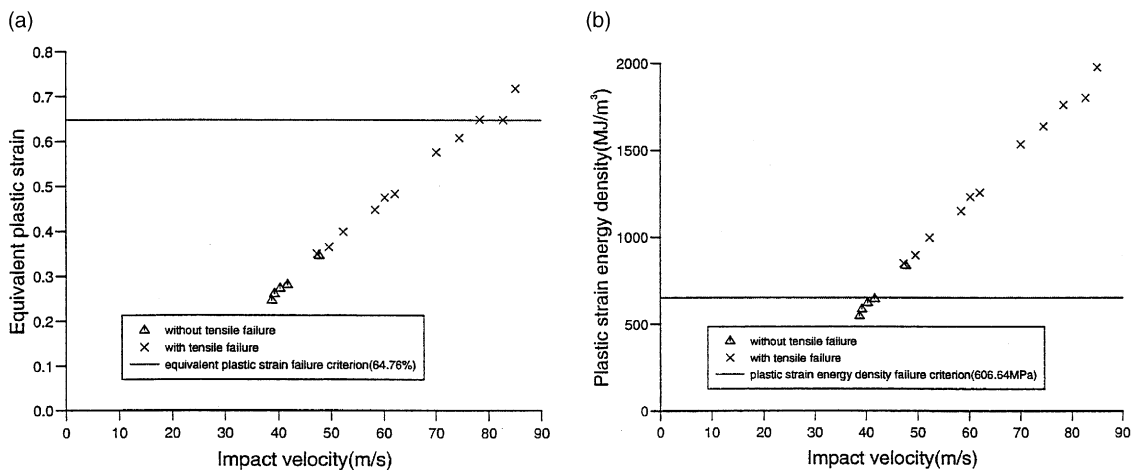 (a)
0.8
0.7
0.6
0.5
0.4
0.3
0.2
0.1
0.0
Equivalent plastic strain
without tensile failure
with tensile failure
equivalent plastic strain failure criterion(64.76%)
0 10 20 30 40 50 60 70 80 90
Impact velocity(m/s)
(b)
2000
1500
1000
500
0
Plastic strain energy density(MJ/m³)
without tensile failure
with tensile failure
plastic strain energy density failure criterion(606.64MPa)
0 10 20 30 40 50 60 70 80 90
Impact velocity(m/s)